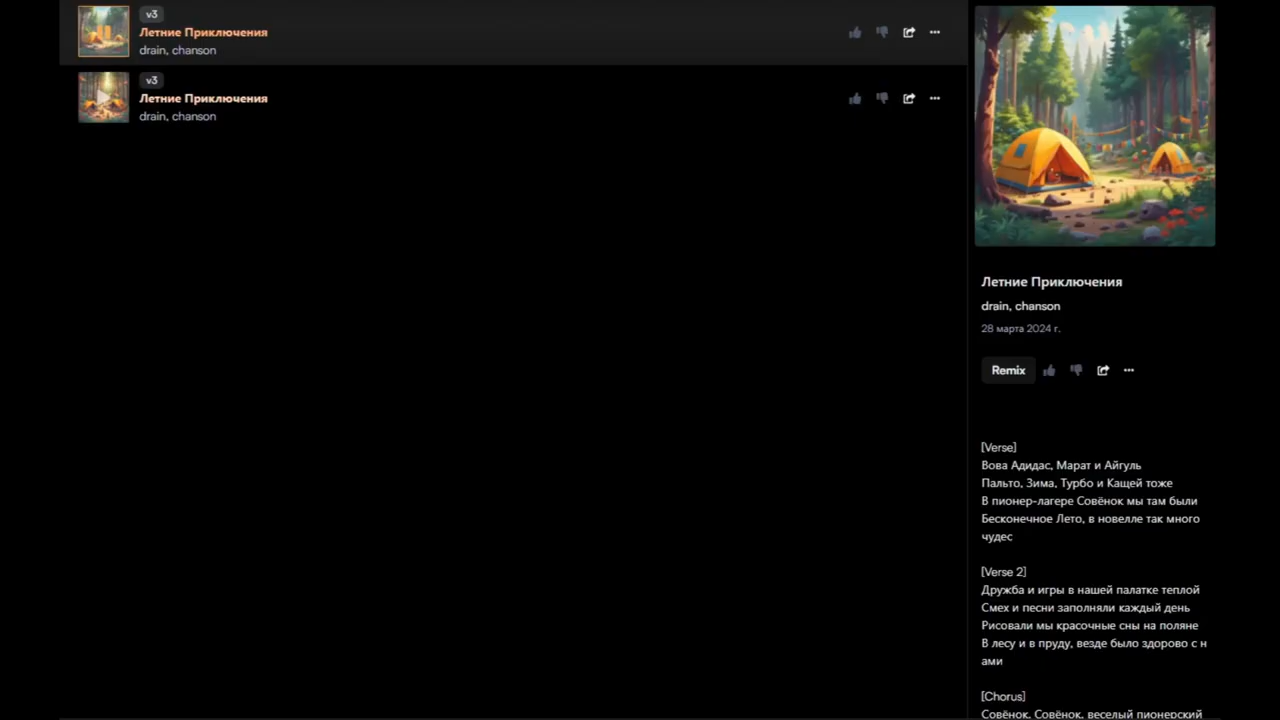 v3
Летние Приключения
drain, chanson
v3
Летние Приключения
drain, chanson
Летние Приключения
drain, chanson
28 марта 2024 г.
Remix
[Verse]
Вова Адидас, Марат и Айгуль
Пальто, Зима, Турбо и Кащей тоже
В пионер-лагере Совёнок мы там были
Бесконечное Лето, в новелле так много
чудес
[Verse 2]
Дружба и игры в нашей палатке теплой
Смех и песни заполняли каждый день
Рисовали мы красочные сны на поляне
В лесу и в пруду, везде было здорово с н
ами
[Chorus]
Совёнок, Совёнок, веселый пионерский